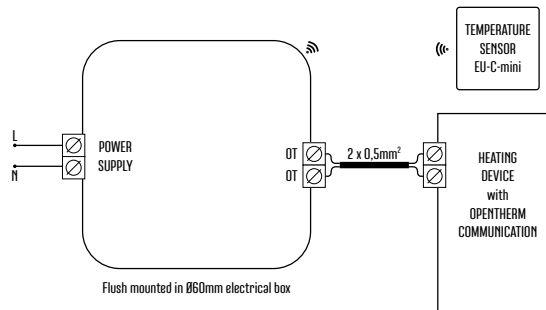 TEMPERATURE
SENSOR
EU-C-mini
L
N
POWER
SUPPLY
OT
OT
2 x 0,5mm²
HEATING
DEVICE
with
OPENTHERM
COMMUNICATION
Flush mounted in Ø60mm electrical box